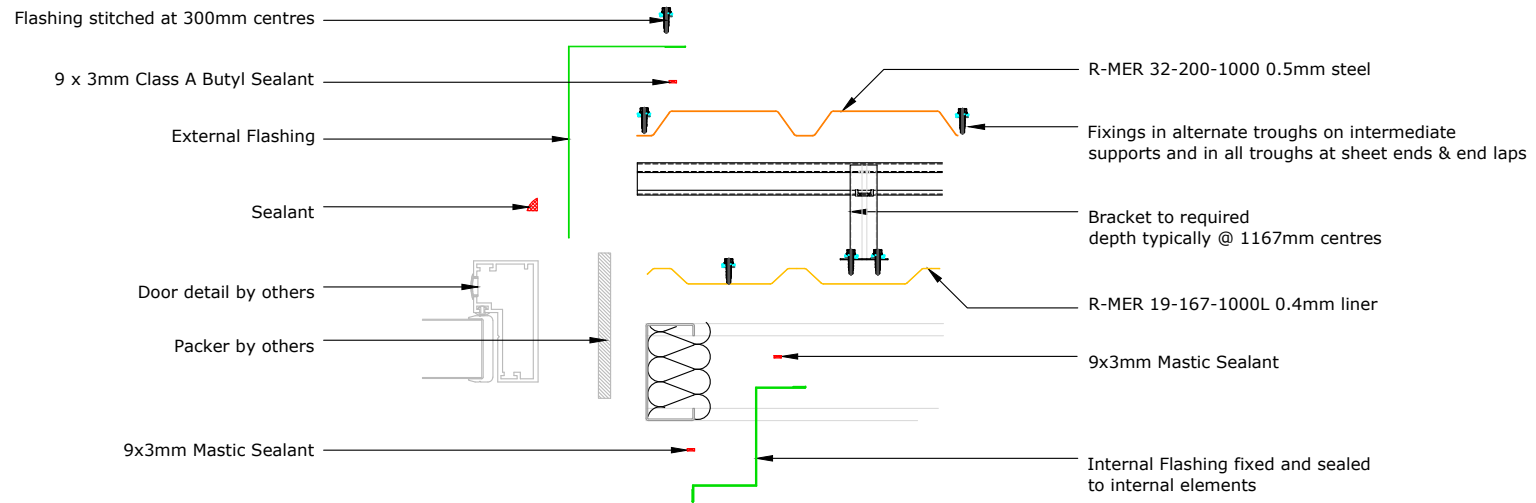 Flashing stitched at 300mm centres
9 x 3mm Class A Butyl Sealant
External Flashing
Sealant
Door detail by others
Packer by others
9x3mm Mastic Sealant
R-MER 32-200-1000 0.5mm steel
Fixings in alternate troughs on intermediate
supports and in all troughs at sheet ends & end laps
Bracket to required
depth typically @ 1167mm centres
R-MER 19-167-1000L 0.4mm liner
9x3mm Mastic Sealant
Internal Flashing fixed and sealed
to internal elements